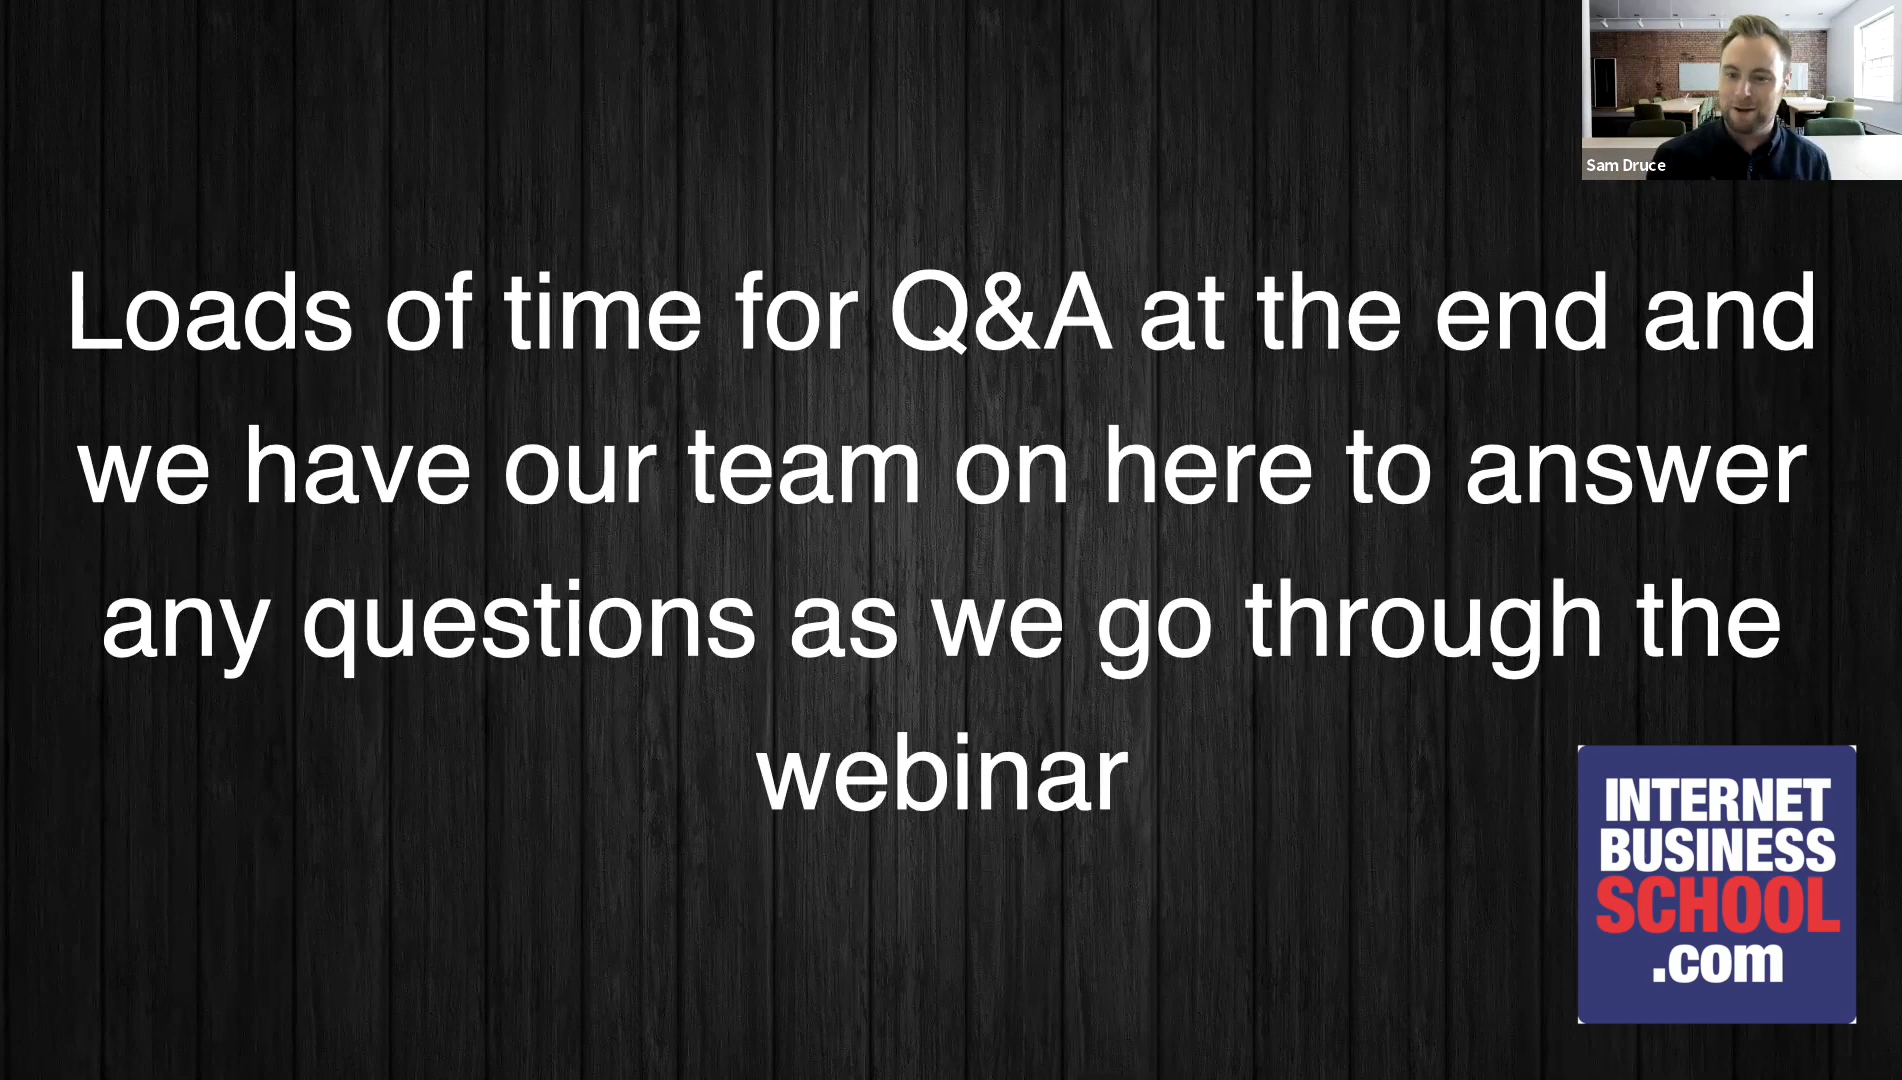 Sam Druce
Loads of time for Q&A at the end and
we have our team on here to answer
any questions as we go through the
webinar
INTERNET
BUSINESS
SCHOOL
.com